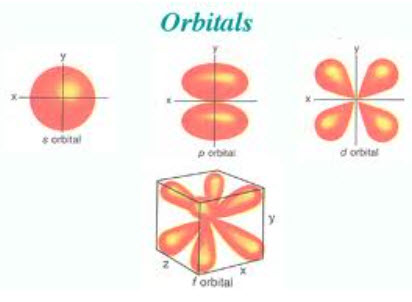 Orbitals
y
x
s orbital
y
x
p orbital
y
x
d orbital
y
z
x
f orbital